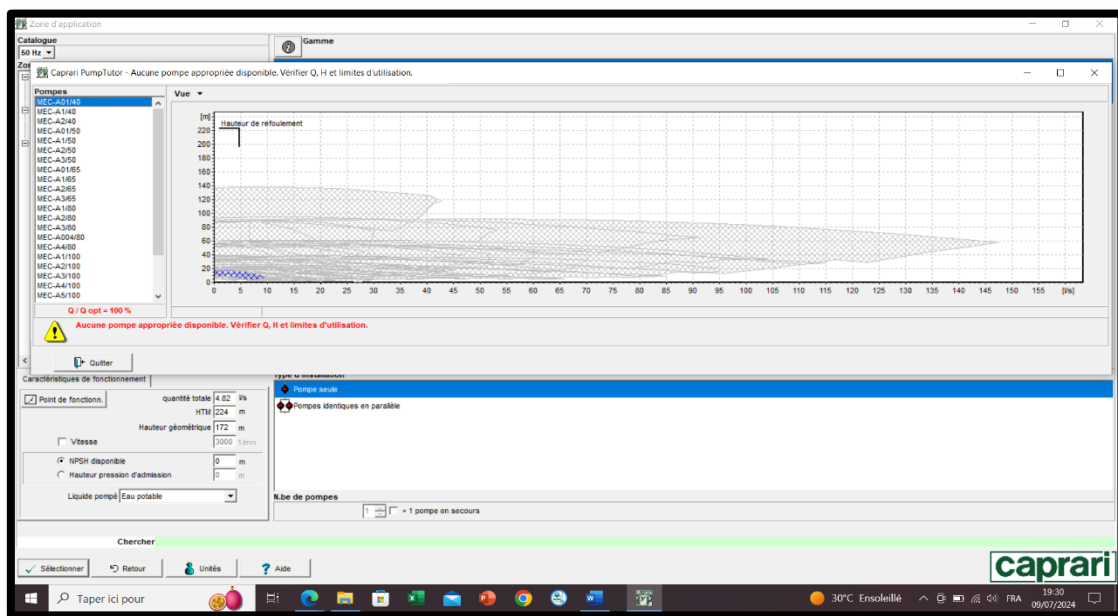 Zone d'application
Catalogue
50 Hz
Gamme
Caprari PumpTutor - Aucune pompe appropriée disponible. Vérifier Q, H et limites d'utilisation.
Pompes
Vue
MEC-A01/40
MEC-A1/40
MEC-A2/40
MEC-A01/50
MEC-A1/50
MEC-A2/50
MEC-A3/50
MEC-A01/65
MEC-A1/65
MEC-A2/65
MEC-A3/65
MEC-A1/80
MEC-A2/80
MEC-A3/80
MEC-A004/80
MEC-A4/80
MEC-A1/100
MEC-A2/100
MEC-A3/100
MEC-A4/100
MEC-A5/100
[m]
Hauteur de refoulement
220
200
180
160
140
120
100
80
60
40
20
0
0 5 10 15 20 25 30 35 40 45 50 55 60 65 70 75 80 85 90 95 100 105 110 115 120 125 130 135 140 145 150 155 [l/s]
Q / Q opt = 100 %
Aucune pompe appropriée disponible. Vérifier Q, H et limites d'utilisation.
Quitter
Caractéristiques de fonctionnement
Point de fonctionn.
quantité totale 4.82 l/s
HTM 224 m
Hauteur géométrique 172 m
Vitesse 3000 1/min
NPSH disponible 0 m
Hauteur pression d'admission 0 m
Liquide pompé Eau potable
Type d'installation
Pompe seule
Pompes identiques en parallèle
N.be de pompes
1 + 1 pompe en secours
Chercher
Sélectionner Retour Unités Aide
caprari
Taper ici pour
30°C Ensoleillé FRA 19:30
09/07/2024